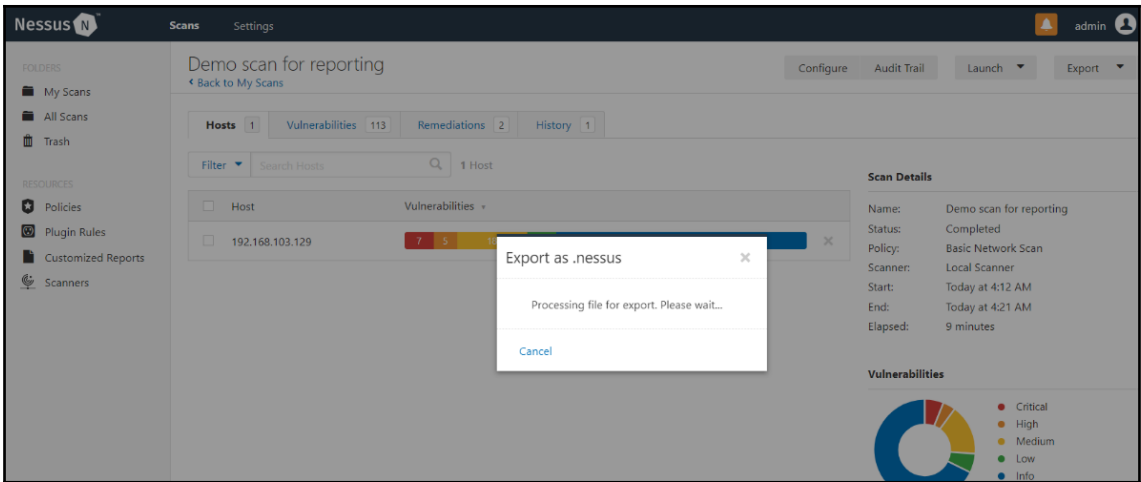 Nessus N Scans Settings admin
FOLDERS
My Scans
All Scans
Trash
RESOURCES
Policies
Plugin Rules
Customized Reports
Scanners
Demo scan for reporting
Back to My Scans
Configure Audit Trail Launch Export
Hosts 1 Vulnerabilities 113 Remediations 2 History 1
Filter Search Hosts 1 Host
Host Vulnerabilities
192.168.103.129 7 5
Export as .nessus
Processing file for export. Please wait...
Cancel
Scan Details
Name: Demo scan for reporting
Status: Completed
Policy: Basic Network Scan
Scanner: Local Scanner
Start: Today at 4:12 AM
End: Today at 4:21 AM
Elapsed: 9 minutes
Vulnerabilities
Critical
High
Medium
Low
Info